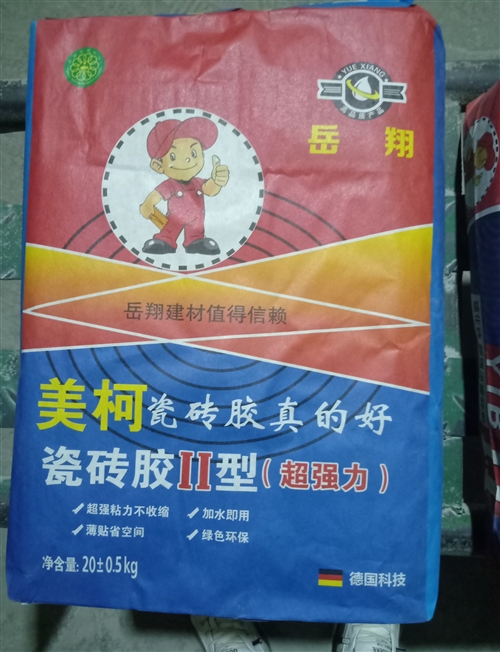 YUE XIANG
岳 翔
岳翔建材值得信赖
美柯瓷砖胶真的好
瓷砖胶II型(超强力)
✓超强粘力不收缩 ✓加水即用
✓薄贴省空间 ✓绿色环保
净含量: 20±0.5kg
德国科技